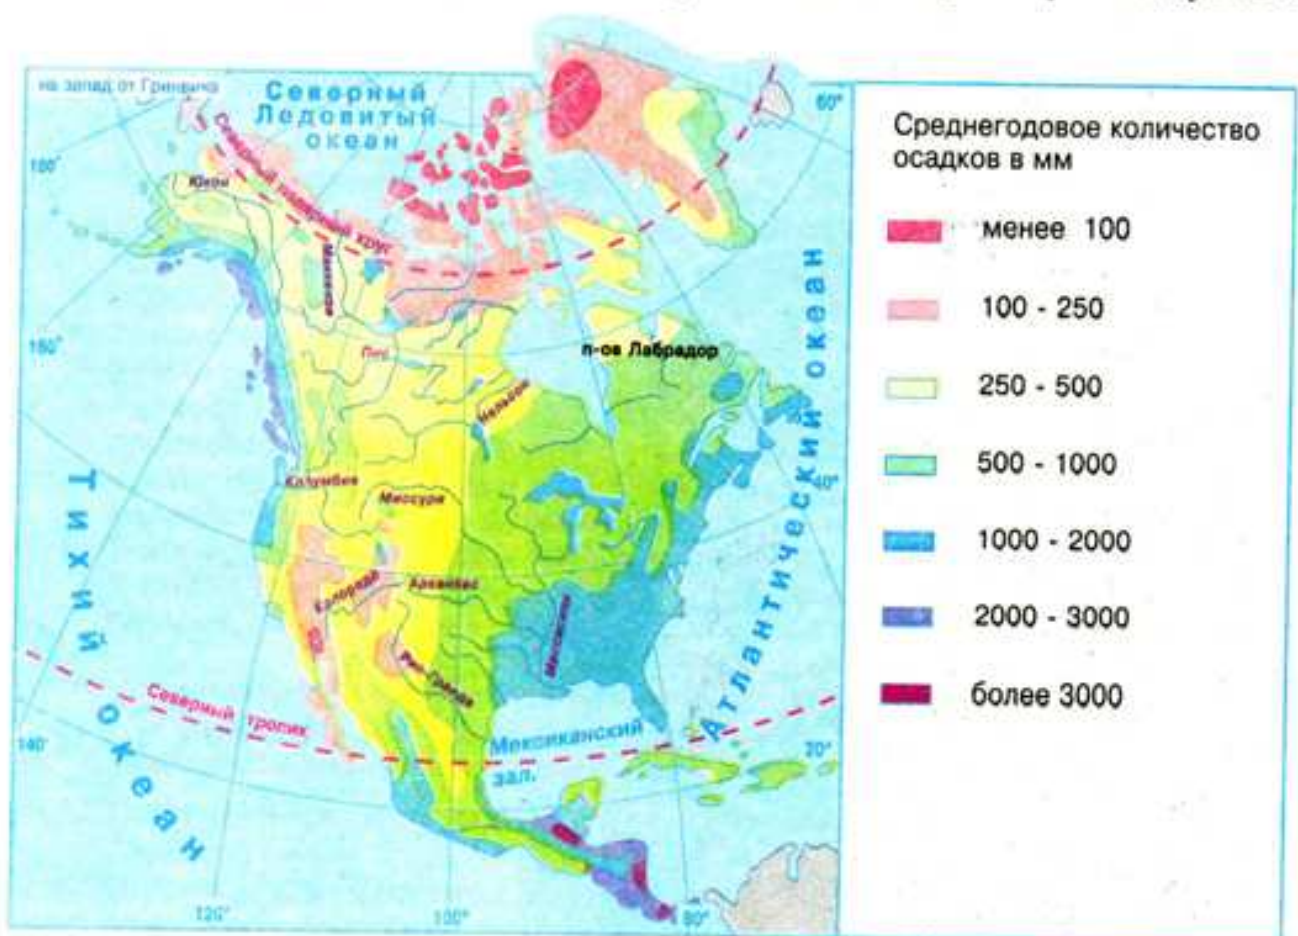 на запад от Гринвича
Северный
Ледовитый
океан
60°
180°
Юкон
Северный полярный круг
Маккензи
160°
Пис
п-ов Лабрадор
Нельсон
Колумбия
Миссури
40°
Колорадо
Арканзас
Миссисипи
Рио-Гранде
Тихий океан
Атлантический океан
Северный тропик
Мексиканский
зал.
140°
20°
120°
100°
80°
Среднегодовое количество
осадков в мм
менее 100
100 - 250
250 - 500
500 - 1000
1000 - 2000
2000 - 3000
более 3000